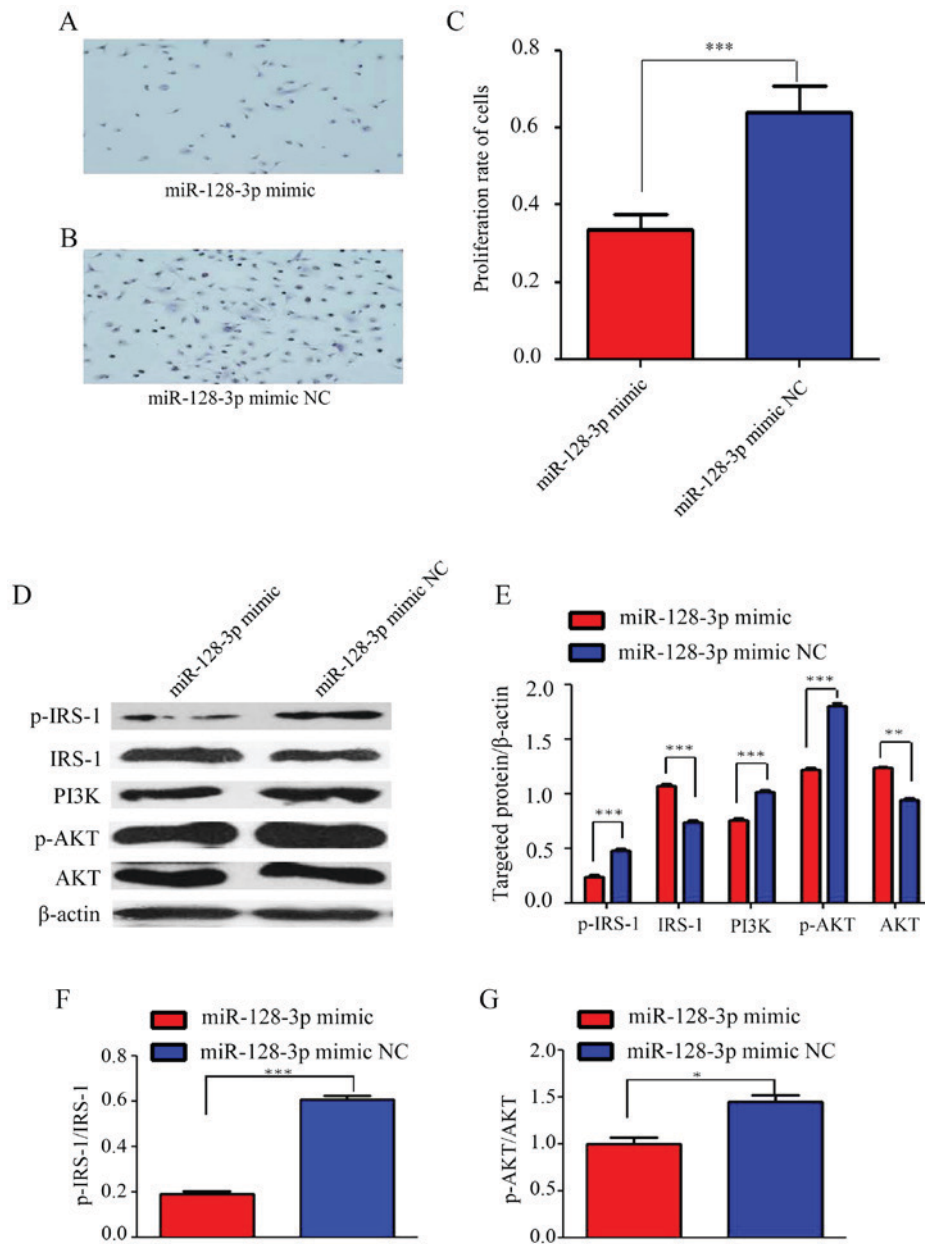 A
miR-128-3p mimic
B
miR-128-3p mimic NC
C
Proliferation rate of cells
0.8
0.6
0.4
0.2
0.0
***
miR-128-3p mimic
miR-128-3p mimic NC
D
miR-128-3p mimic
miR-128-3p mimic NC
p-IRS-1
IRS-1
PI3K
p-AKT
AKT
β-actin
E
miR-128-3p mimic
miR-128-3p mimic NC
Targeted protein/β-actin
2.0
1.5
1.0
0.5
0.0
***
***
***
***
**
p-IRS-1 IRS-1 PI3K p-AKT AKT
F
miR-128-3p mimic
miR-128-3p mimic NC
p-IRS-1/IRS-1
0.8
0.6
0.4
0.2
0.0
***
G
miR-128-3p mimic
miR-128-3p mimic NC
p-AKT/AKT
2.0
1.5
1.0
0.5
0.0
*